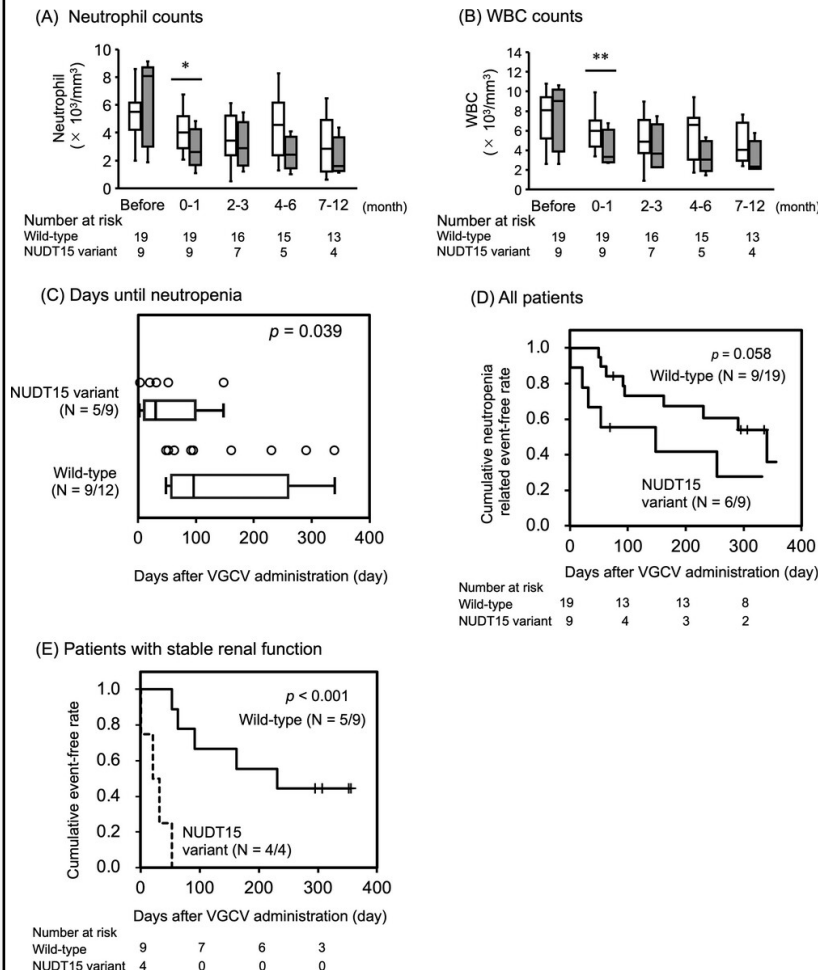 (A) Neutrophil counts
Neutrophil
(× 10³/mm³)
10
8
6
4
2
0
*
Before 0-1 2-3 4-6 7-12 (month)
Number at risk
Wild-type 19 19 16 15 13
NUDT15 variant 9 9 7 5 4
(B) WBC counts
WBC
(× 10³/mm³)
14
12
10
8
6
4
2
0
**
Before 0-1 2-3 4-6 7-12 (month)
Number at risk
Wild-type 19 19 16 15 13
NUDT15 variant 9 9 7 5 4
(C) Days until neutropenia
p = 0.039
NUDT15 variant
(N = 5/9)
Wild-type
(N = 9/12)
0 100 200 300 400
Days after VGCV administration (day)
(D) All patients
Cumulative neutropenia
related event-free rate
1.0
0.8
0.6
0.4
0.2
0.0
p = 0.058
Wild-type (N = 9/19)
NUDT15
variant (N = 6/9)
0 100 200 300 400
Days after VGCV administration (day)
Number at risk
Wild-type 19 13 13 8
NUDT15 variant 9 4 3 2
(E) Patients with stable renal function
Cumulative event-free rate
1.0
0.8
0.6
0.4
0.2
0.0
p < 0.001
Wild-type (N = 5/9)
NUDT15
variant (N = 4/4)
0 100 200 300 400
Days after VGCV administration (day)
Number at risk
Wild-type 9 7 6 3
NUDT15 variant 4 0 0 0